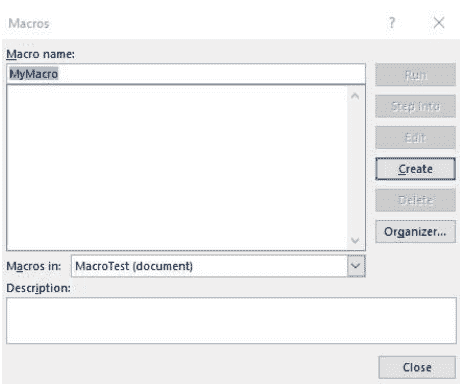 Macros
Macro name:
MyMacro
Run
Step Into
Edit
Create
Delete
Organizer...
Macros in: MacroTest (document)
Description:
Close